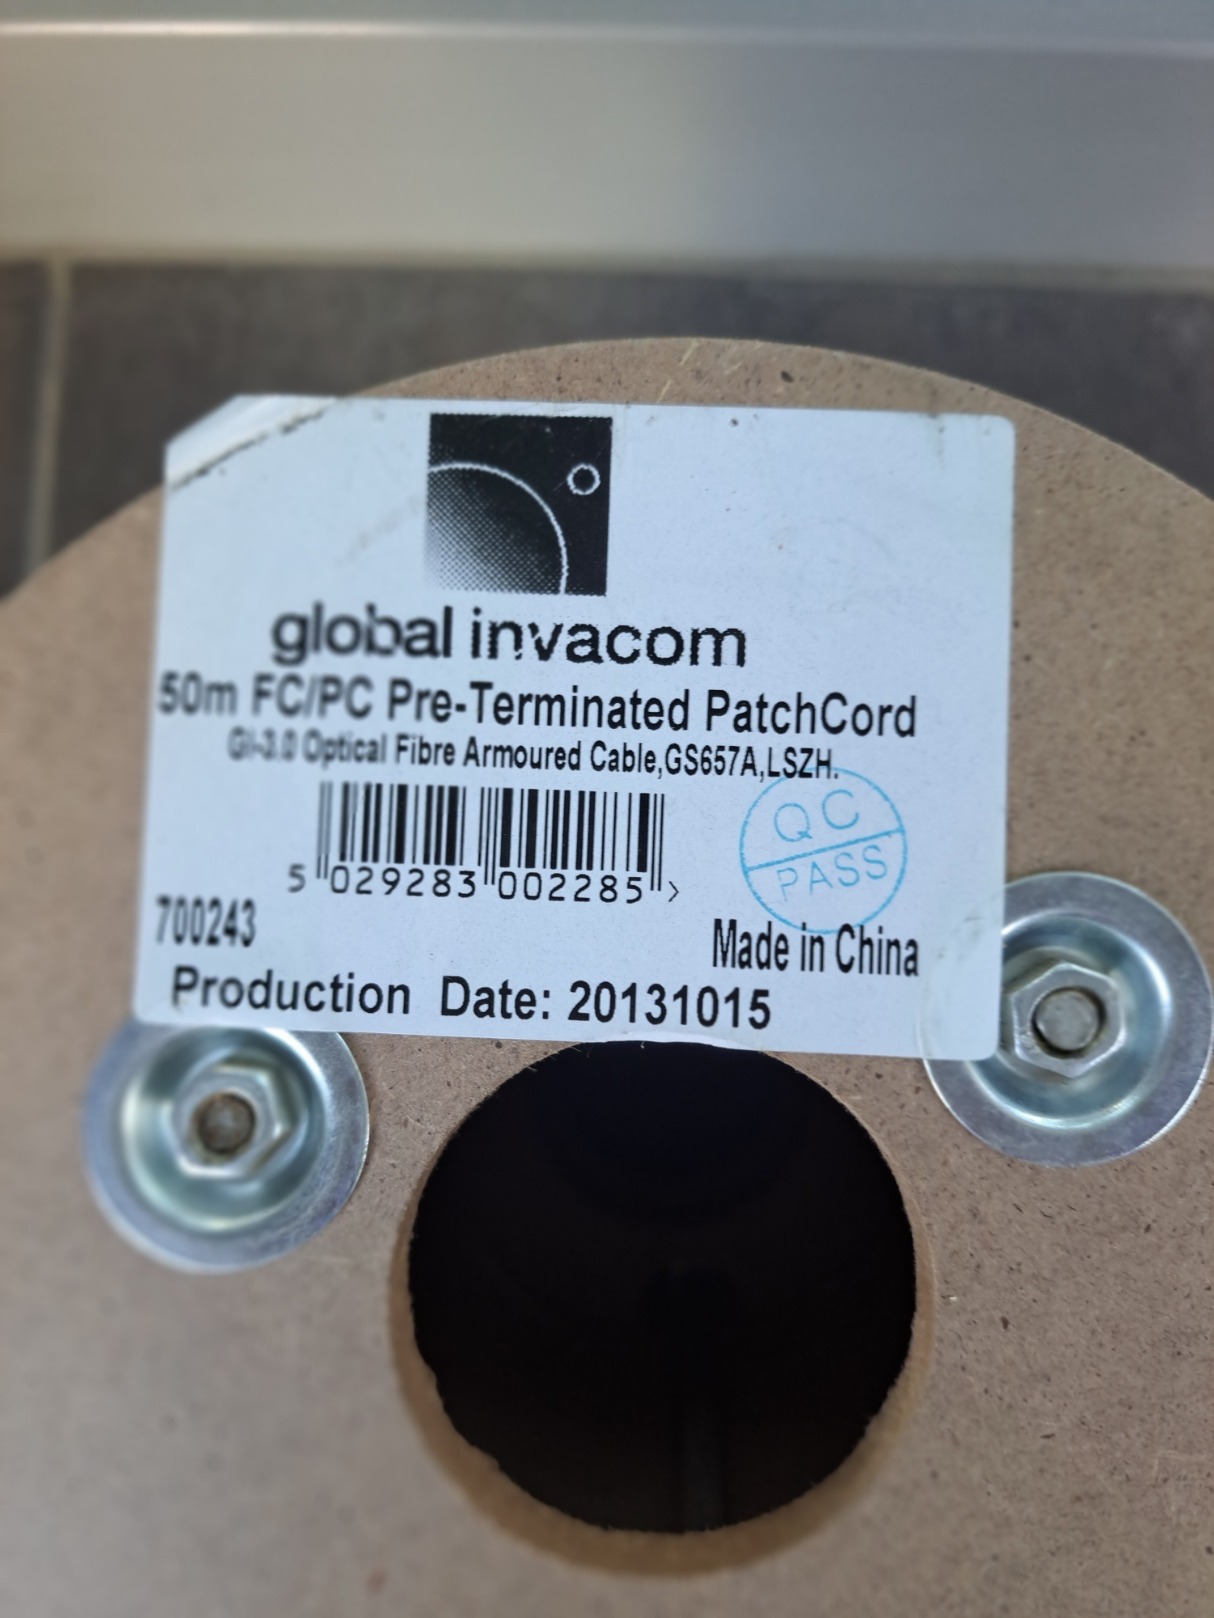 global invacom
50m FC/PC Pre-Terminated PatchCord
GI-3.0 Optical Fibre Armoured Cable,GS657A,LSZH.
QC
PASS
5 029283 002285 >
700243
Made in China
Production Date: 20131015